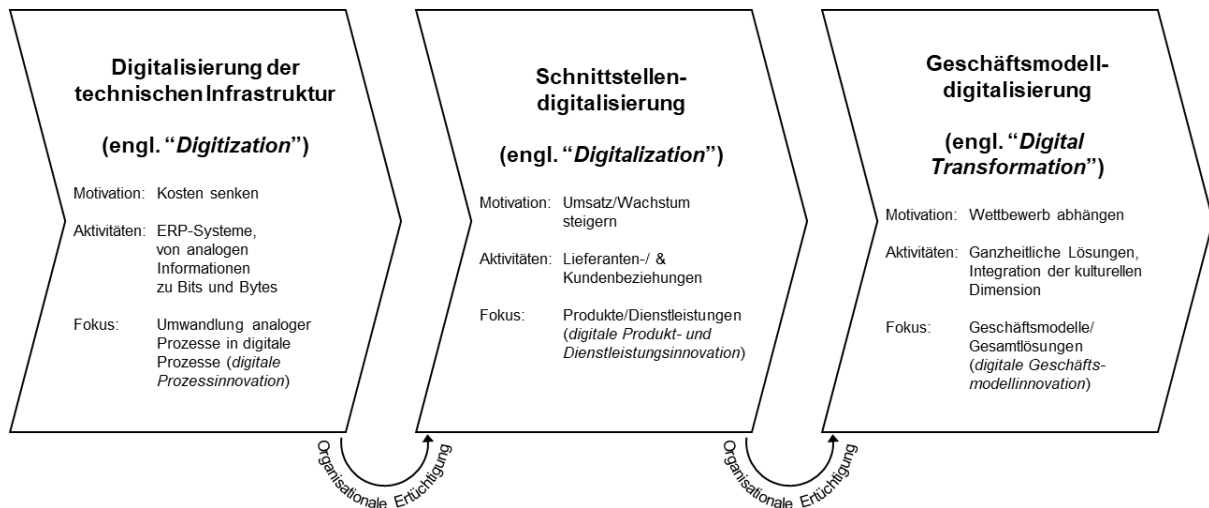 Digitalisierung der
technischen Infrastruktur
(engl. “Digitization”)
Motivation: Kosten senken
Aktivitäten: ERP-Systeme,
von analogen
Informationen
zu Bits und Bytes
Fokus: Umwandlung analoger
Prozesse in digitale
Prozesse (digitale
Prozessinnovation)
Organisationale Ertüchtigung
Schnittstellen-
digitalisierung
(engl. “Digitalization”)
Motivation: Umsatz/Wachstum
steigern
Aktivitäten: Lieferanten-/ &
Kundenbeziehungen
Fokus: Produkte/Dienstleistungen
(digitale Produkt- und
Dienstleistungsinnovation)
Organisationale Ertüchtigung
Geschäftsmodell-
digitalisierung
(engl. “Digital
Transformation”)
Motivation: Wettbewerb abhängen
Aktivitäten: Ganzheitliche Lösungen,
Integration der kulturellen
Dimension
Fokus: Geschäftsmodelle/
Gesamtlösungen
(digitale Geschäfts-
modellinnovation)